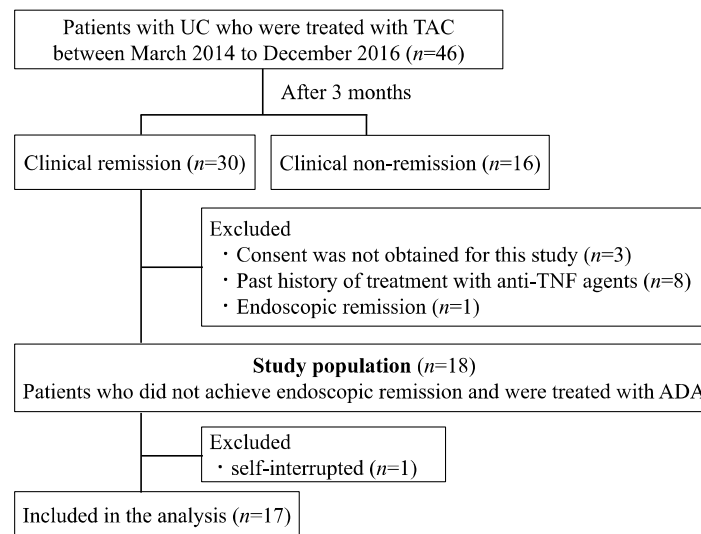 Patients with UC who were treated with TAC
between March 2014 to December 2016 (n=46)
After 3 months
Clinical remission (n=30)
Clinical non-remission (n=16)
Excluded
・Consent was not obtained for this study (n=3)
・Past history of treatment with anti-TNF agents (n=8)
・Endoscopic remission (n=1)
Study population (n=18)
Patients who did not achieve endoscopic remission and were treated with ADA
Excluded
・self-interrupted (n=1)
Included in the analysis (n=17)